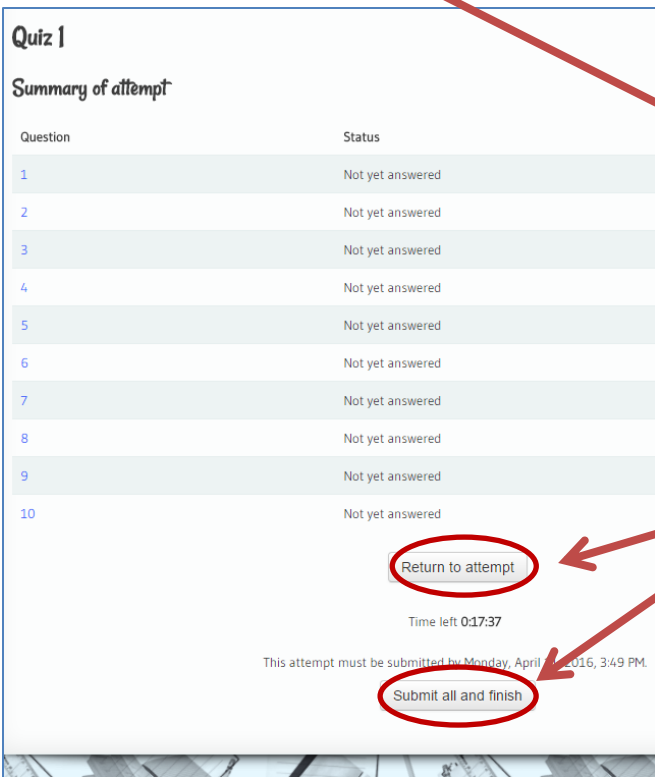 Quiz 1
Summary of attempt
Question Status
1 Not yet answered
2 Not yet answered
3 Not yet answered
4 Not yet answered
5 Not yet answered
6 Not yet answered
7 Not yet answered
8 Not yet answered
9 Not yet answered
10 Not yet answered
Return to attempt
Time left 0:17:37
This attempt must be submitted by Monday, April 2016, 3:49 PM.
Submit all and finish